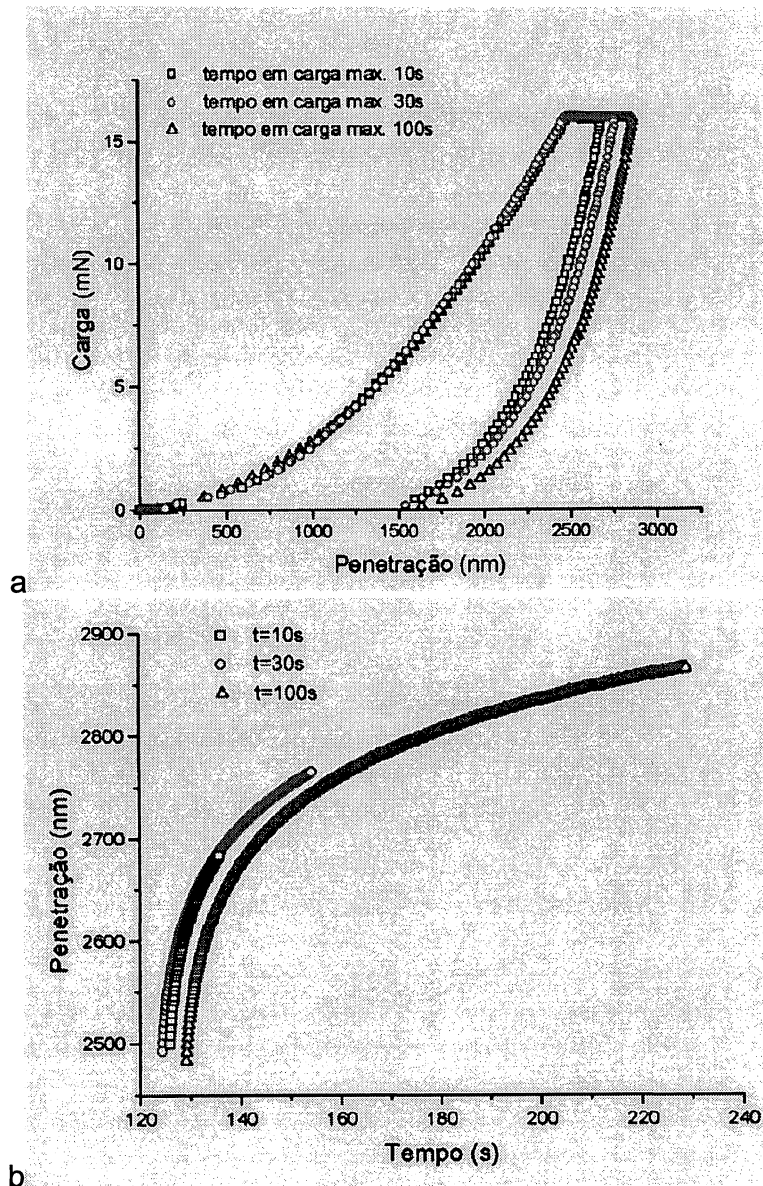 tempo em carga max. 10s
tempo em carga max 30s
tempo em carga max. 100s
15
10
5
0
Carga (mN)
0 500 1000 1500 2000 2500 3000
Penetração (nm)
a
2900
2800
2700
2600
2500
Penetração (nm)
t=10s
t=30s
t=100s
120 140 160 180 200 220 240
Tempo (s)
b